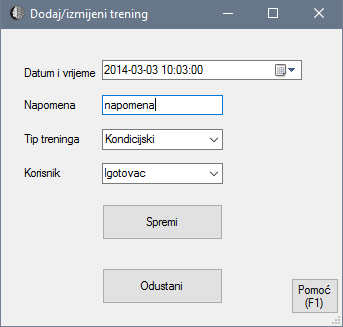 Dodaj/izmijeni trening
Datum i vrijeme 2014-03-03 10:03:00
Napomena napomena
Tip treninga Kondicijski
Korisnik Igotovac
Spremi
Odustani
Pomoć
(F1)